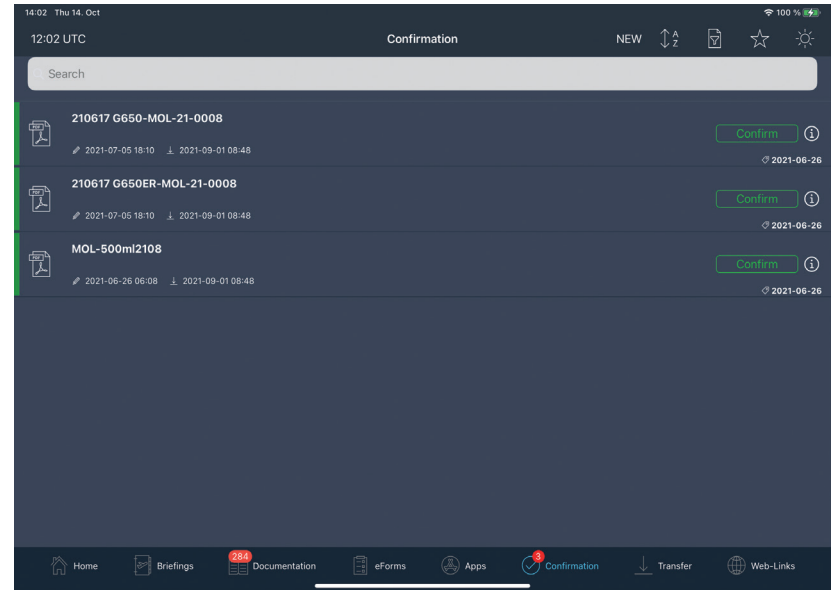 14:02 Thu 14. Oct
100 %
12:02 UTC
Confirmation
NEW
A
Z
Search
PDF
210617 G650-MOL-21-0008
2021-07-05 18:10 2021-09-01 08:48
Confirm
2021-06-26
PDF
210617 G650ER-MOL-21-0008
2021-07-05 18:10 2021-09-01 08:48
Confirm
2021-06-26
PDF
MOL-500ml2108
2021-06-26 06:08 2021-09-01 08:48
Confirm
2021-06-26
Home
Briefings
284
Documentation
eForms
Apps
3
Confirmation
Transfer
Web-Links